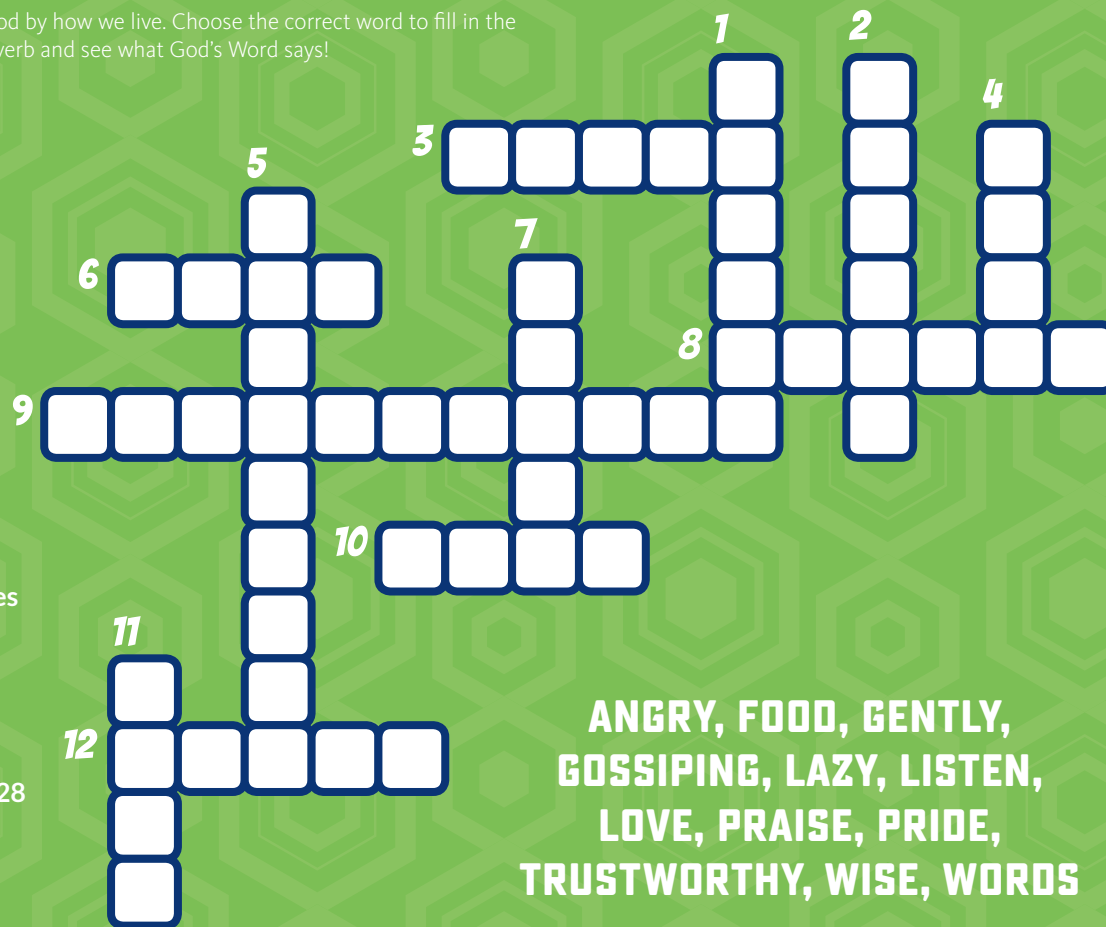 od by how we live. Choose the correct word to fill in the
verb and see what God's Word says!
1
2
4
3
5
7
6
8
9
10
es
11
12
28
ANGRY, FOOD, GENTLY,
GOSSIPING, LAZY, LISTEN,
LOVE, PRAISE, PRIDE,
TRUSTWORTHY, WISE, WORDS